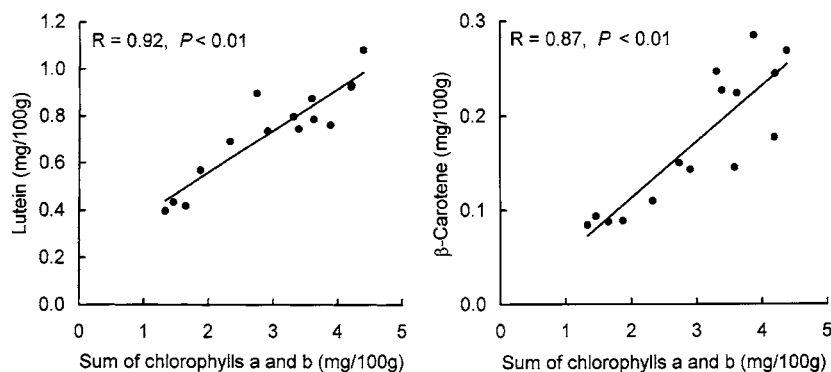 R = 0.92, P < 0.01
Lutein (mg/100g)
1.2
1.0
0.8
0.6
0.4
0.2
0.0
0 1 2 3 4 5
Sum of chlorophylls a and b (mg/100g)
R = 0.87, P < 0.01
β-Carotene (mg/100g)
0.3
0.2
0.1
0.0
0 1 2 3 4 5
Sum of chlorophylls a and b (mg/100g)